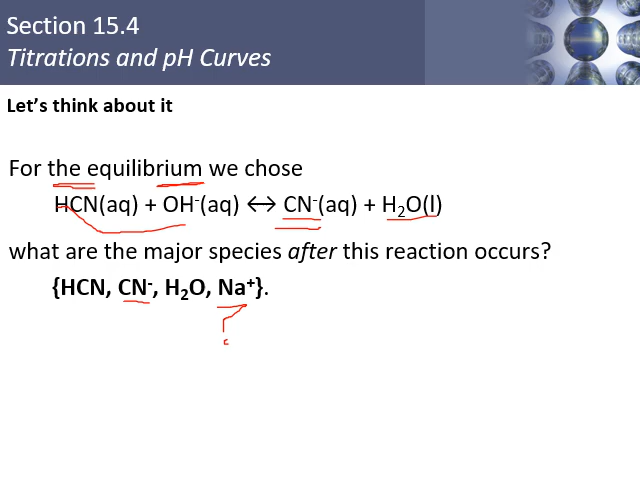 Section 15.4
Titrations and pH Curves
Let's think about it
For the equilibrium we chose
HCN(aq) + OH⁻(aq) ↔ CN⁻(aq) + H₂O(l)
what are the major species after this reaction occurs?
{HCN, CN⁻, H₂O, Na⁺}.
?